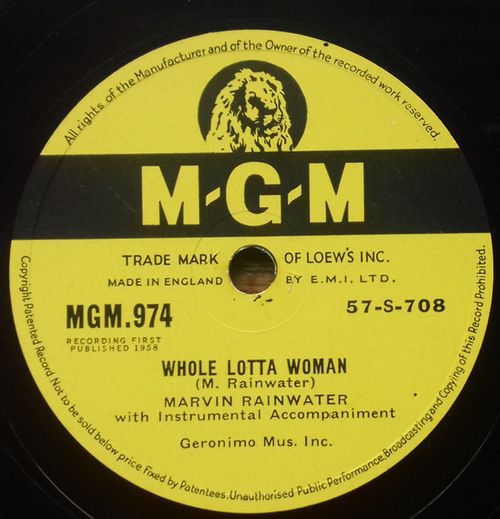 All rights of the Manufacturer and of the Owner of the recorded work reserved.
M-G-M
TRADE MARK OF LOEW'S INC.
MADE IN ENGLAND BY E.M.I. LTD.
MGM.974 57-S-708
RECORDING FIRST
PUBLISHED 1958
WHOLE LOTTA WOMAN
(M. Rainwater)
MARVIN RAINWATER
with Instrumental Accompaniment
Geronimo Mus. Inc.
Copyright Patented Record Not to be sold below price fixed by Patentees. Unauthorised Public Performance, Broadcasting and Copying of this Record Prohibited.